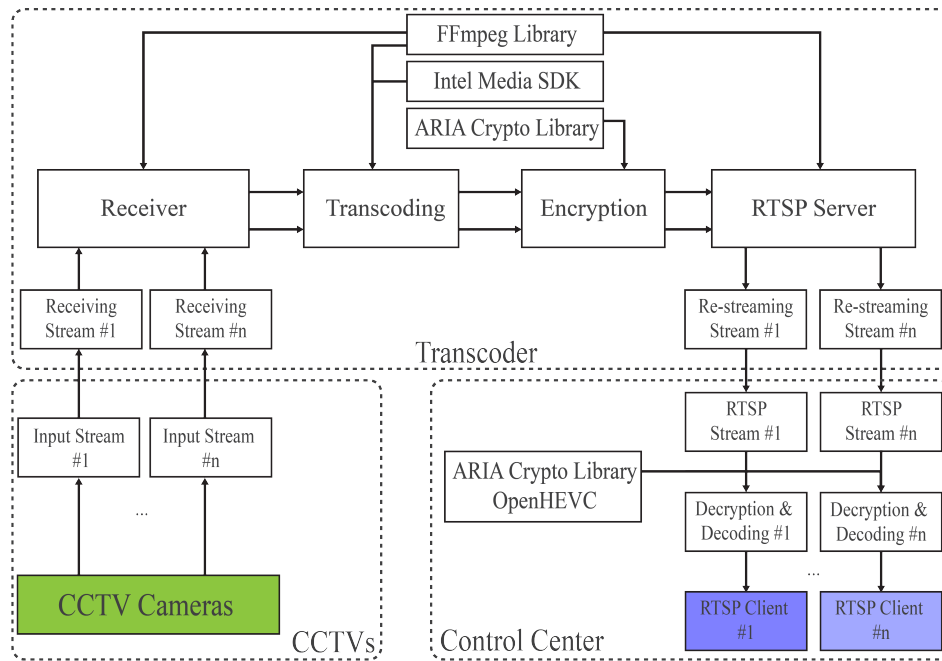 FFmpeg Library
Intel Media SDK
ARIA Crypto Library
Receiver
Transcoding
Encryption
RTSP Server
Receiving
Stream #1
Receiving
Stream #n
Re-streaming
Stream #1
Re-streaming
Stream #n
Transcoder
Input Stream
#1
Input Stream
#n
...
CCTV Cameras
CCTVs
RTSP
Stream #1
RTSP
Stream #n
ARIA Crypto Library
OpenHEVC
Decryption &
Decoding #1
Decryption &
Decoding #n
...
RTSP Client
#1
RTSP Client
#n
Control Center